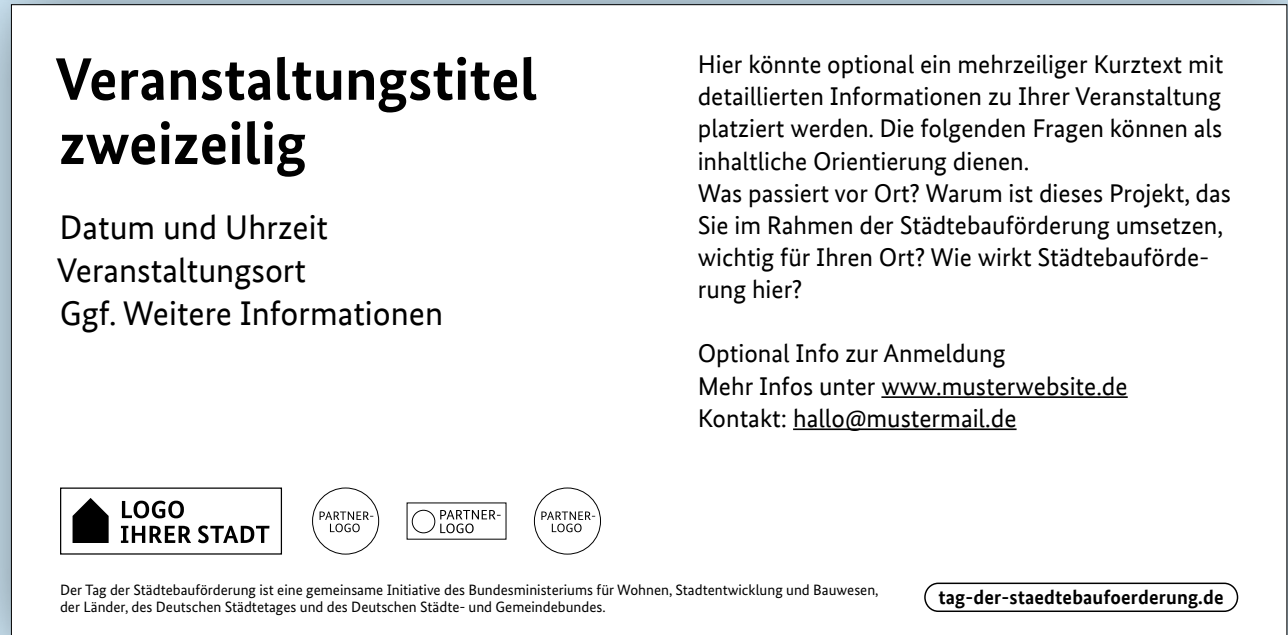 Veranstaltungstitel
zweizeilig
Datum und Uhrzeit
Veranstaltungsort
Ggf. Weitere Informationen
Hier könnte optional ein mehrzeiliger Kurztext mit
detaillierten Informationen zu Ihrer Veranstaltung
platziert werden. Die folgenden Fragen können als
inhaltliche Orientierung dienen.
Was passiert vor Ort? Warum ist dieses Projekt, das
Sie im Rahmen der Städtebauförderung umsetzen,
wichtig für Ihren Ort? Wie wirkt Städtebauförde-
rung hier?
Optional Info zur Anmeldung
Mehr Infos unter www.musterwebsite.de
Kontakt: hallo@mustermail.de
LOGO
IHRER STADT
PARTNER-
LOGO
PARTNER-
LOGO
PARTNER-
LOGO
Der Tag der Städtebauförderung ist eine gemeinsame Initiative des Bundesministeriums für Wohnen, Stadtentwicklung und Bauwesen,
der Länder, des Deutschen Städtetages und des Deutschen Städte- und Gemeindebundes.
tag-der-staedtebaufoerderung.de